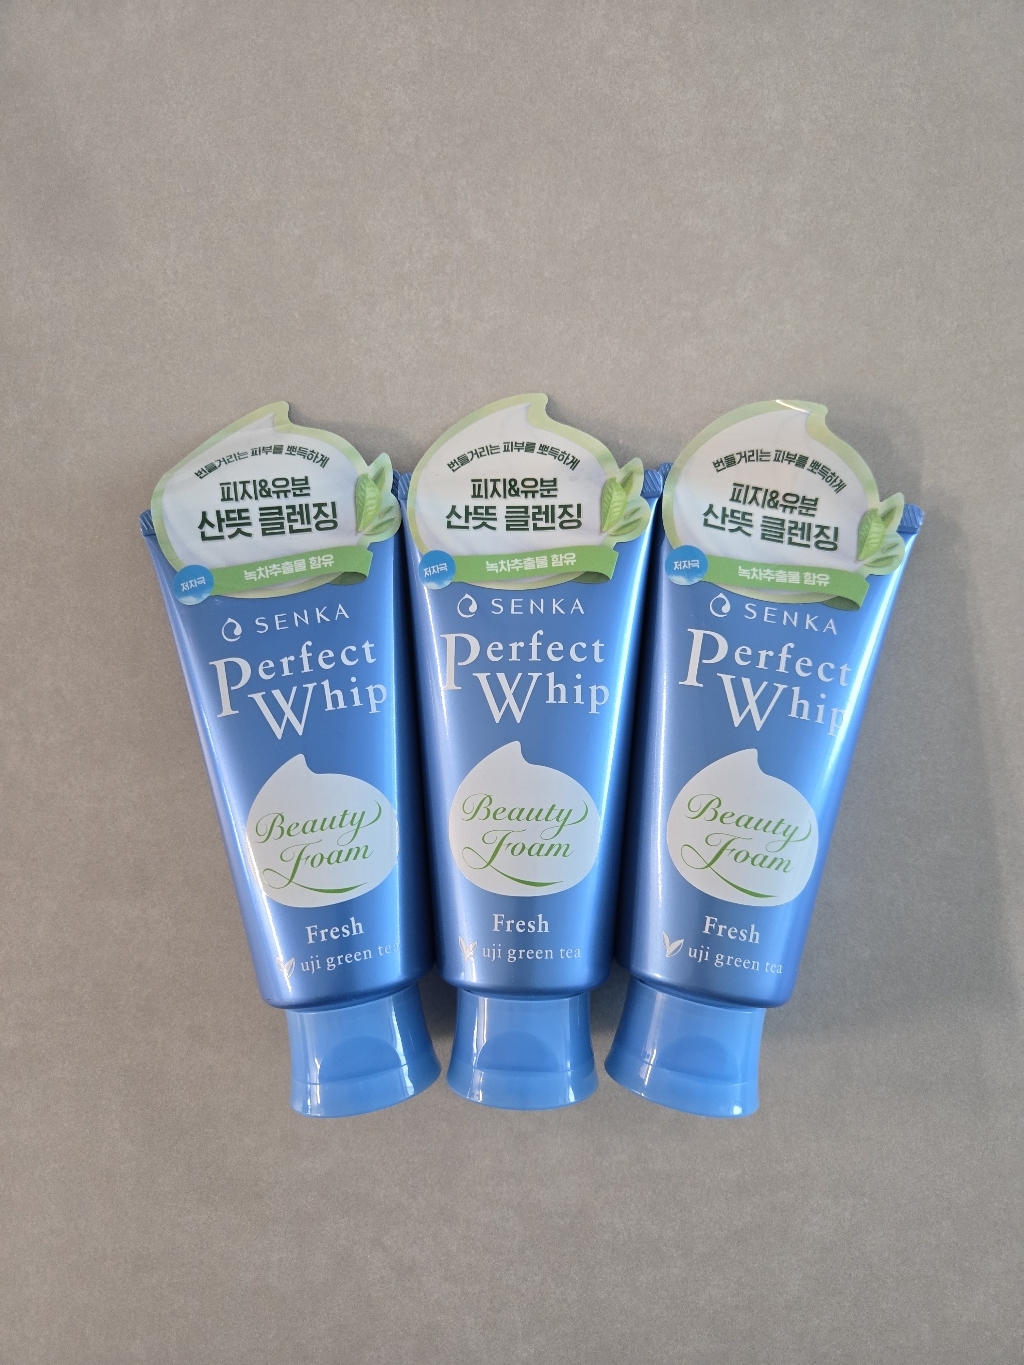 번들거리는 피부를 뽀득하게
피지&유분
산뜻 클렌징
녹차추출물 함유
저자극
SENKA
Perfect
Whip
Beauty
Foam
Fresh
uji green tea
번들거리는 피부를 뽀득하게
피지&유분
산뜻 클렌징
녹차추출물 함유
저자극
SENKA
Perfect
Whip
Beauty
Foam
Fresh
uji green tea
번들거리는 피부를 뽀득하게
피지&유분
산뜻 클렌징
녹차추출물 함유
저자극
SENKA
Perfect
Whip
Beauty
Foam
Fresh
uji green tea